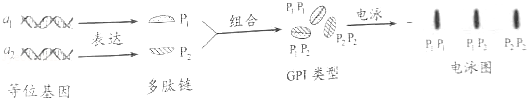 a₁ 表达 P₁ 组合 P₁P₁ 电泳 -
a₂ P₂ P₁P₂ P₂P₂ P₁P₁ P₁P₂ P₂P₂
等位基因 多肽链 GPI 类型 电泳图